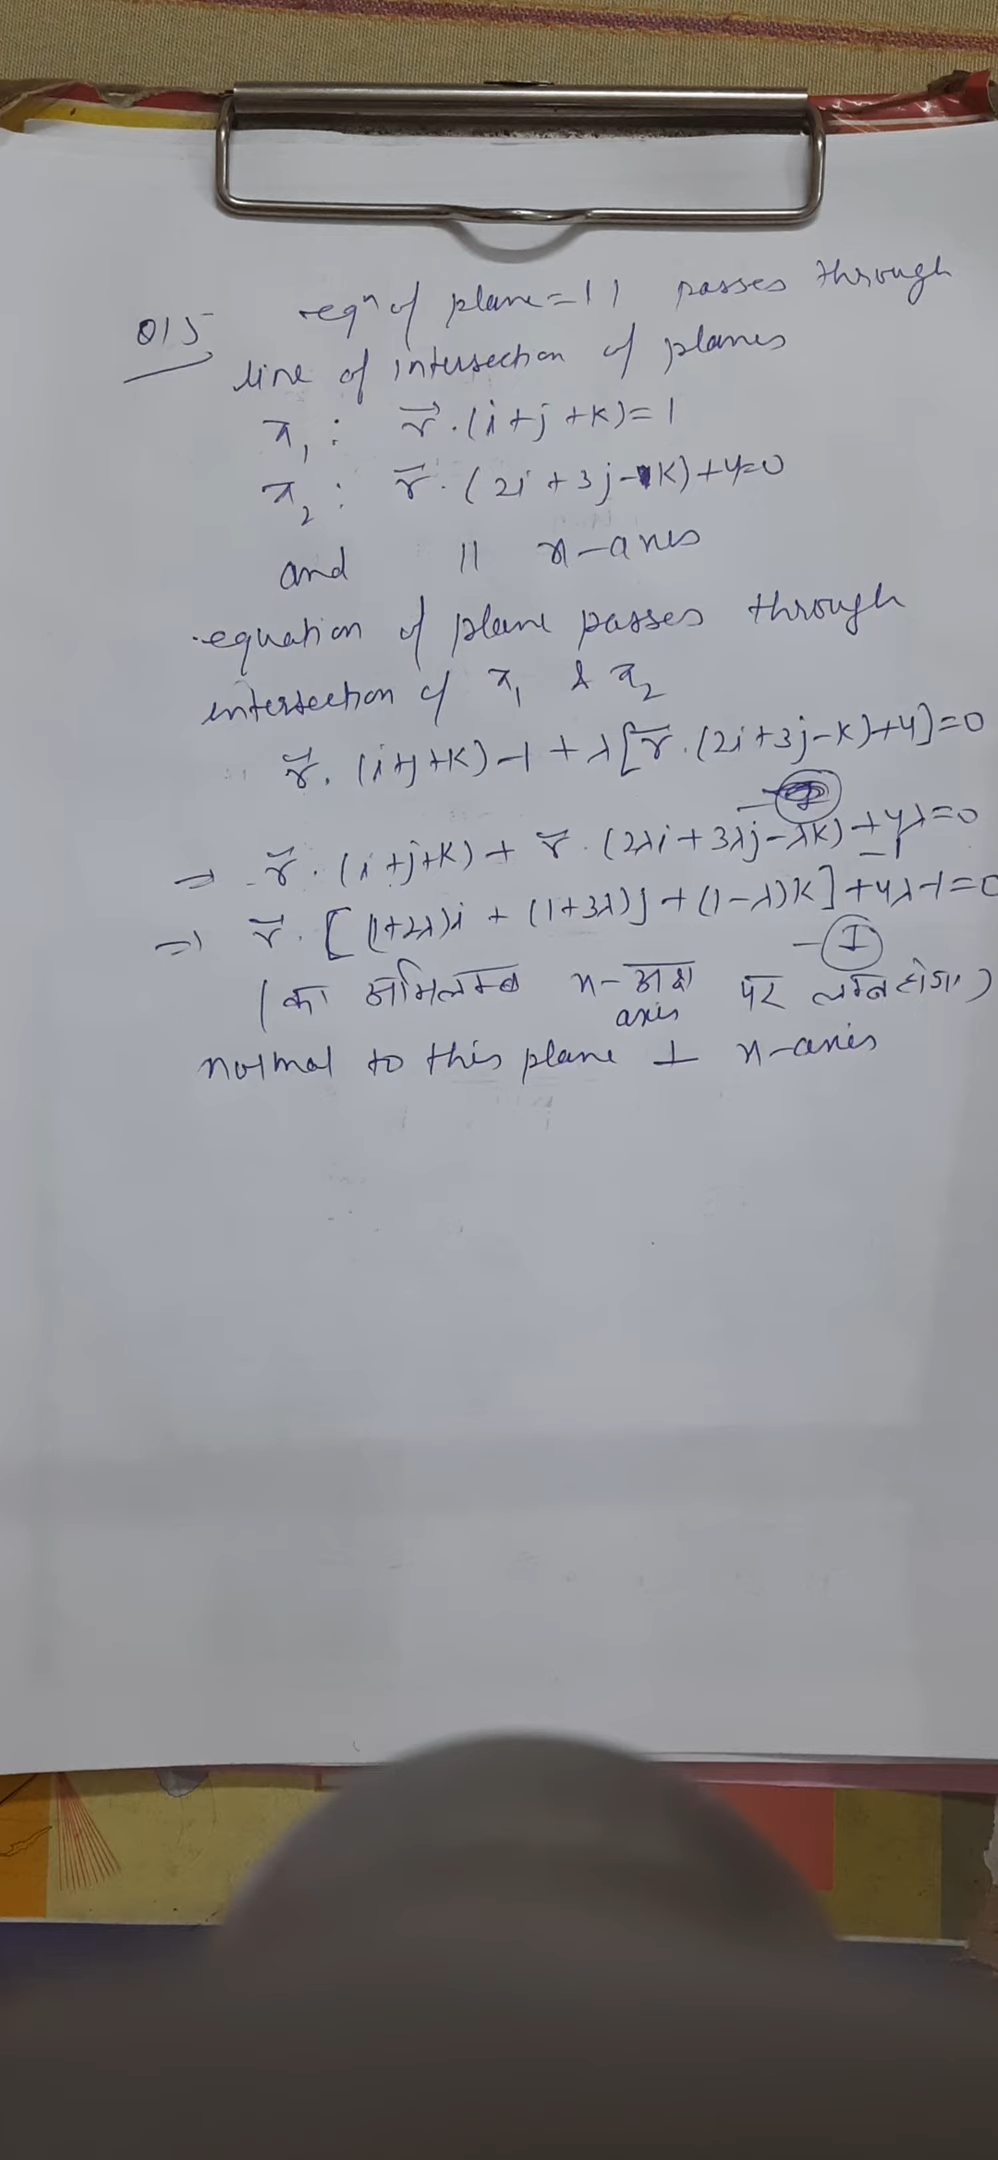 Q15 eqⁿ of plane = ? passes through
line of intersection of planes
π₁ : r⃗.(i+j+k)=1
π₂ : r⃗.(2i+3j-k)+4=0
and || x-axis
equation of plane passes through
intersection of π₁ & π₂
r⃗.(i+j+k)-1+λ[r⃗.(2i+3j-k)+4]=0
⇒ r⃗.(i+j+k)+r⃗.(2λi+3λj-λk)+4λ-1=0
⇒ r⃗.[(1+2λ)i+(1+3λ)j+(1-λ)k]+4λ-1=0
-(I)
(का अभिलम्ब x-अक्ष पर लम्ब होगा)
axis
normal to this plane ⊥ x-axis